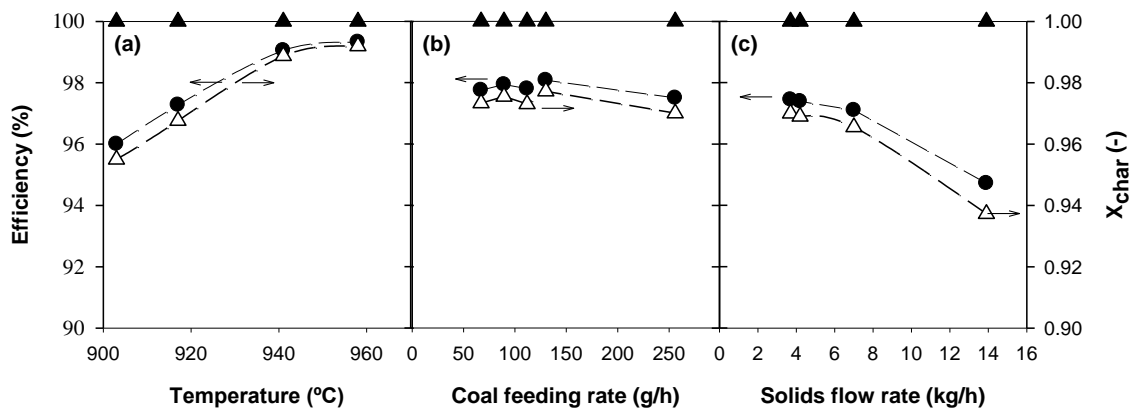 100
98
96
94
92
90
Efficiency (%)
(a)
900 920 940 960
Temperature (ºC)
(b)
0 50 100 150 200 250
Coal feeding rate (g/h)
(c)
0 2 4 6 8 10 12 14 16
Solids flow rate (kg/h)
1.00
0.98
0.96
0.94
0.92
0.90
Xchar (-)